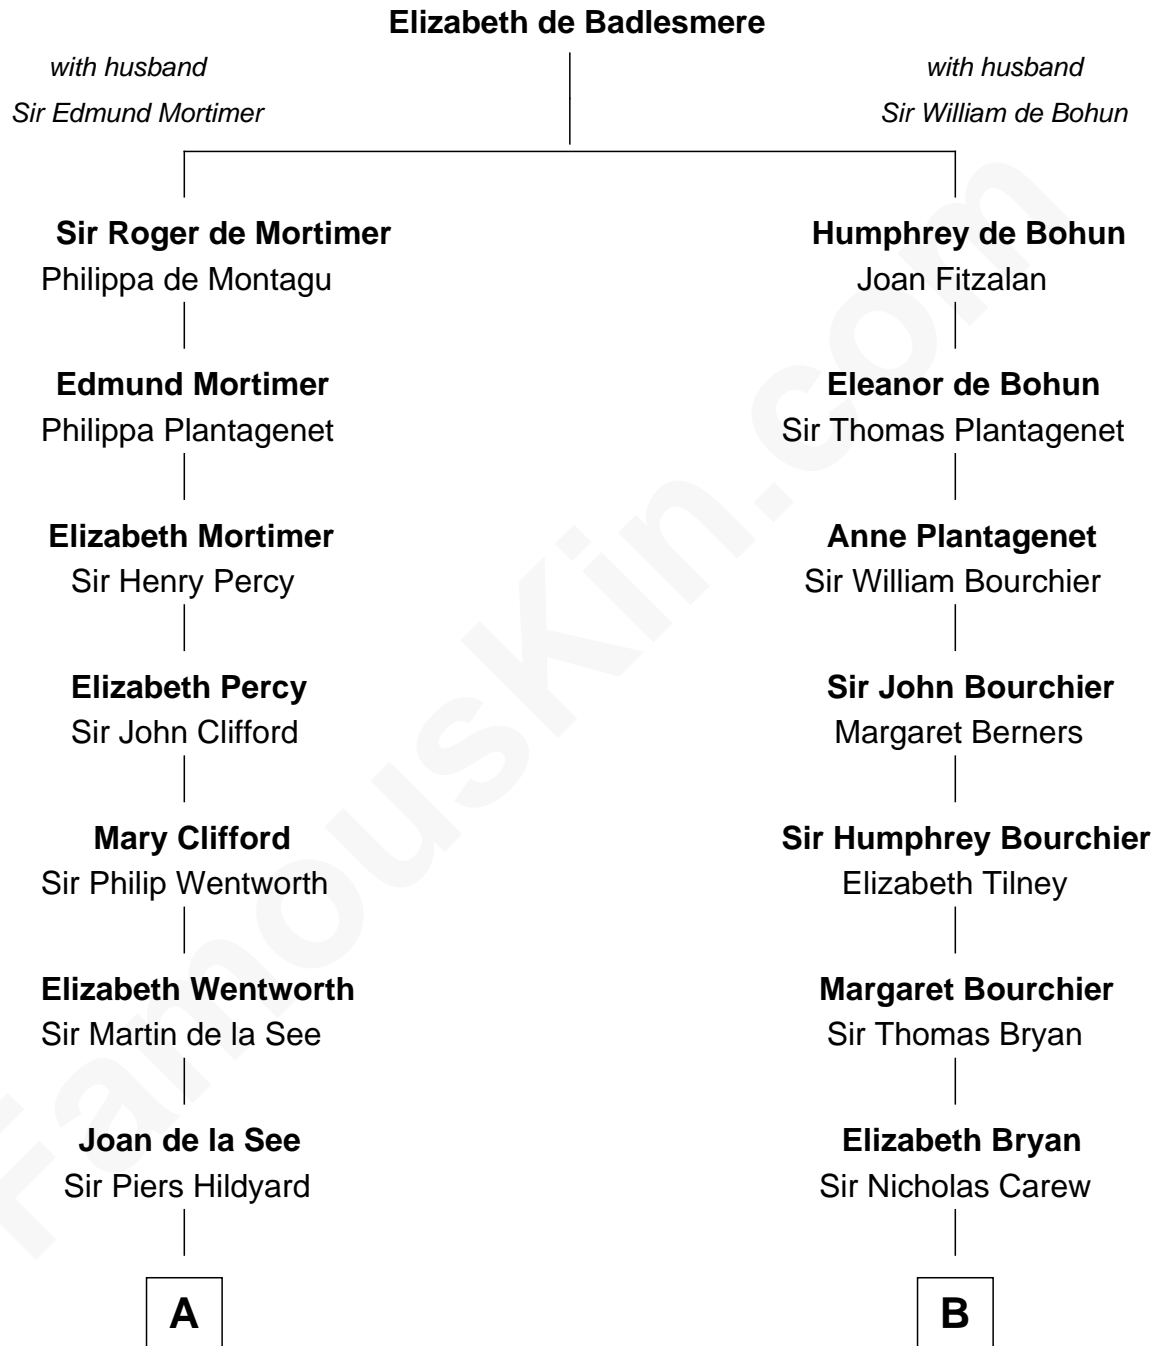 Elizabeth de Badlesmere
with husband
Sir Edmund Mortimer
with husband
Sir William de Bohun
Sir Roger de Mortimer
Philippa de Montagu
Humphrey de Bohun
Joan Fitzalan
Edmund Mortimer
Philippa Plantagenet
Eleanor de Bohun
Sir Thomas Plantagenet
Elizabeth Mortimer
Sir Henry Percy
Anne Plantagenet
Sir William Bourchier
Elizabeth Percy
Sir John Clifford
Sir John Bourchier
Margaret Berners
Mary Clifford
Sir Philip Wentworth
Sir Humphrey Bourchier
Elizabeth Tilney
Elizabeth Wentworth
Sir Martin de la See
Margaret Bourchier
Sir Thomas Bryan
Joan de la See
Sir Piers Hildyard
Elizabeth Bryan
Sir Nicholas Carew
A
B
FamousKin.com